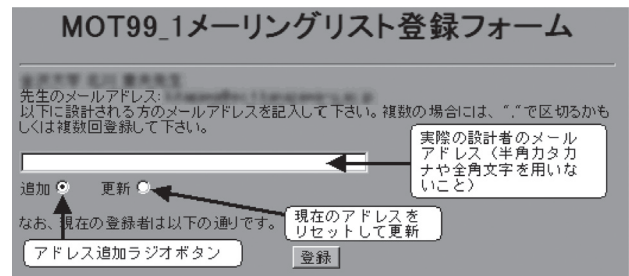 MOT99_1メーリングリスト登録フォーム
先生のメールアドレス:
以下に設計される方のメールアドレスを記入して下さい。複数の場合には、","で区切るかも
しくは複数回登録して下さい。
実際の設計者のメール
アドレス（半角カタカ
ナや全角文字を用いな
いこと）
追加
更新
現在のアドレスを
リセットして更新
なお、現在の登録者は以下の通りです。
アドレス追加ラジオボタン
登録